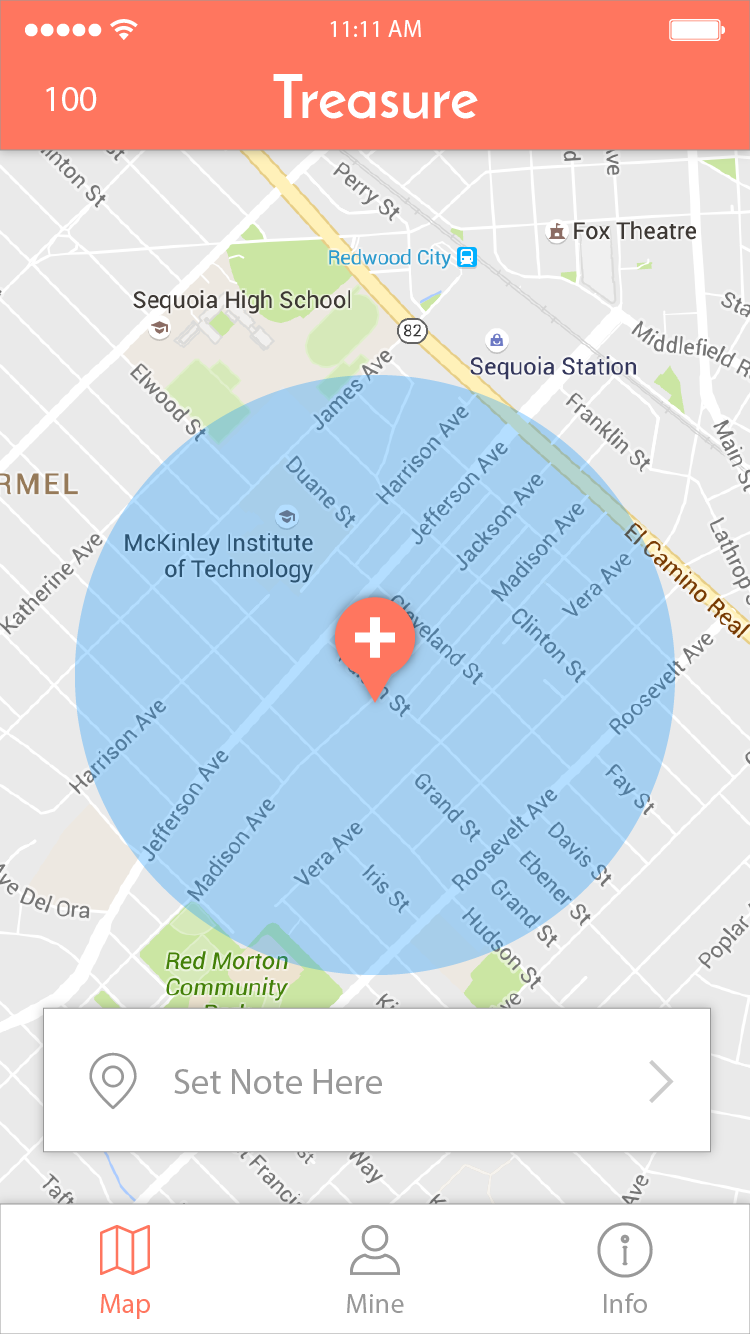 11:11 AM
100
Treasure
Perry St
Fox Theatre
Redwood City
Sequoia High School
82
Sequoia Station
Middlefield R
James Ave
Elwood St
Franklin St
Main St
Harrison Ave
Duane St
Jefferson Ave
RMEL
Jackson Ave
Madison Ave
McKinley Institute
of Technology
El Camino Real
Lathrop
Katherine Ave
Vera Ave
Cleveland St
Clinton St
Roosevelt Ave
Harrison Ave
Jefferson Ave
Fay St
Grand St
Madison Ave
Vera Ave
Roosevelt Ave
Davis St
Iris St
Ebener St
Grand St
Ave Del Ora
Hudson St
Poplar
Red Morton
Community
Set Note Here
Way
Taft
Ave
Map
Mine
Info